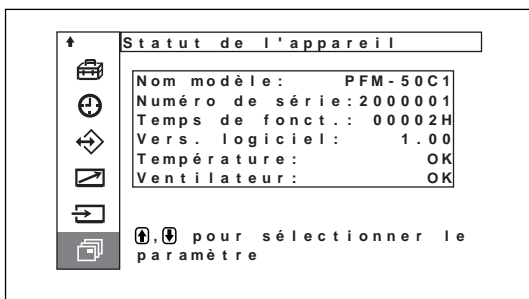 Statut de l'appareil
Nom modèle: PFM-50C1
Numéro de série:2000001
Temps de fonct.: 00002H
Vers. logiciel: 1.00
Température: OK
Ventilateur: OK
, pour sélectionner le
paramètre